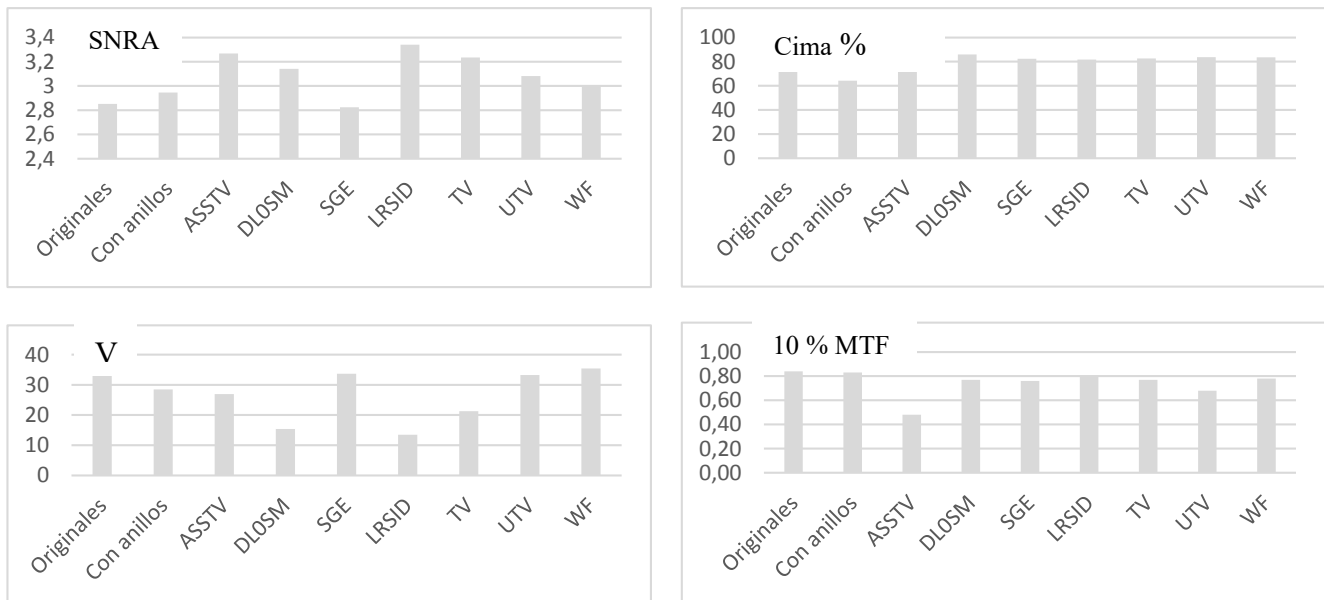 SNRA
3,4
3,2
3
2,8
2,6
2,4
Originales
Con anillos
ASSTV
DL0SM
SGE
LRSID
TV
UTV
WF
Cima %
100
80
60
40
20
0
Originales
Con anillos
ASSTV
DL0SM
SGE
LRSID
TV
UTV
WF
V
40
30
20
10
0
Originales
Con anillos
ASSTV
DL0SM
SGE
LRSID
TV
UTV
WF
10 % MTF
1,00
0,80
0,60
0,40
0,20
0,00
Originales
Con anillos
ASSTV
DL0SM
SGE
LRSID
TV
UTV
WF